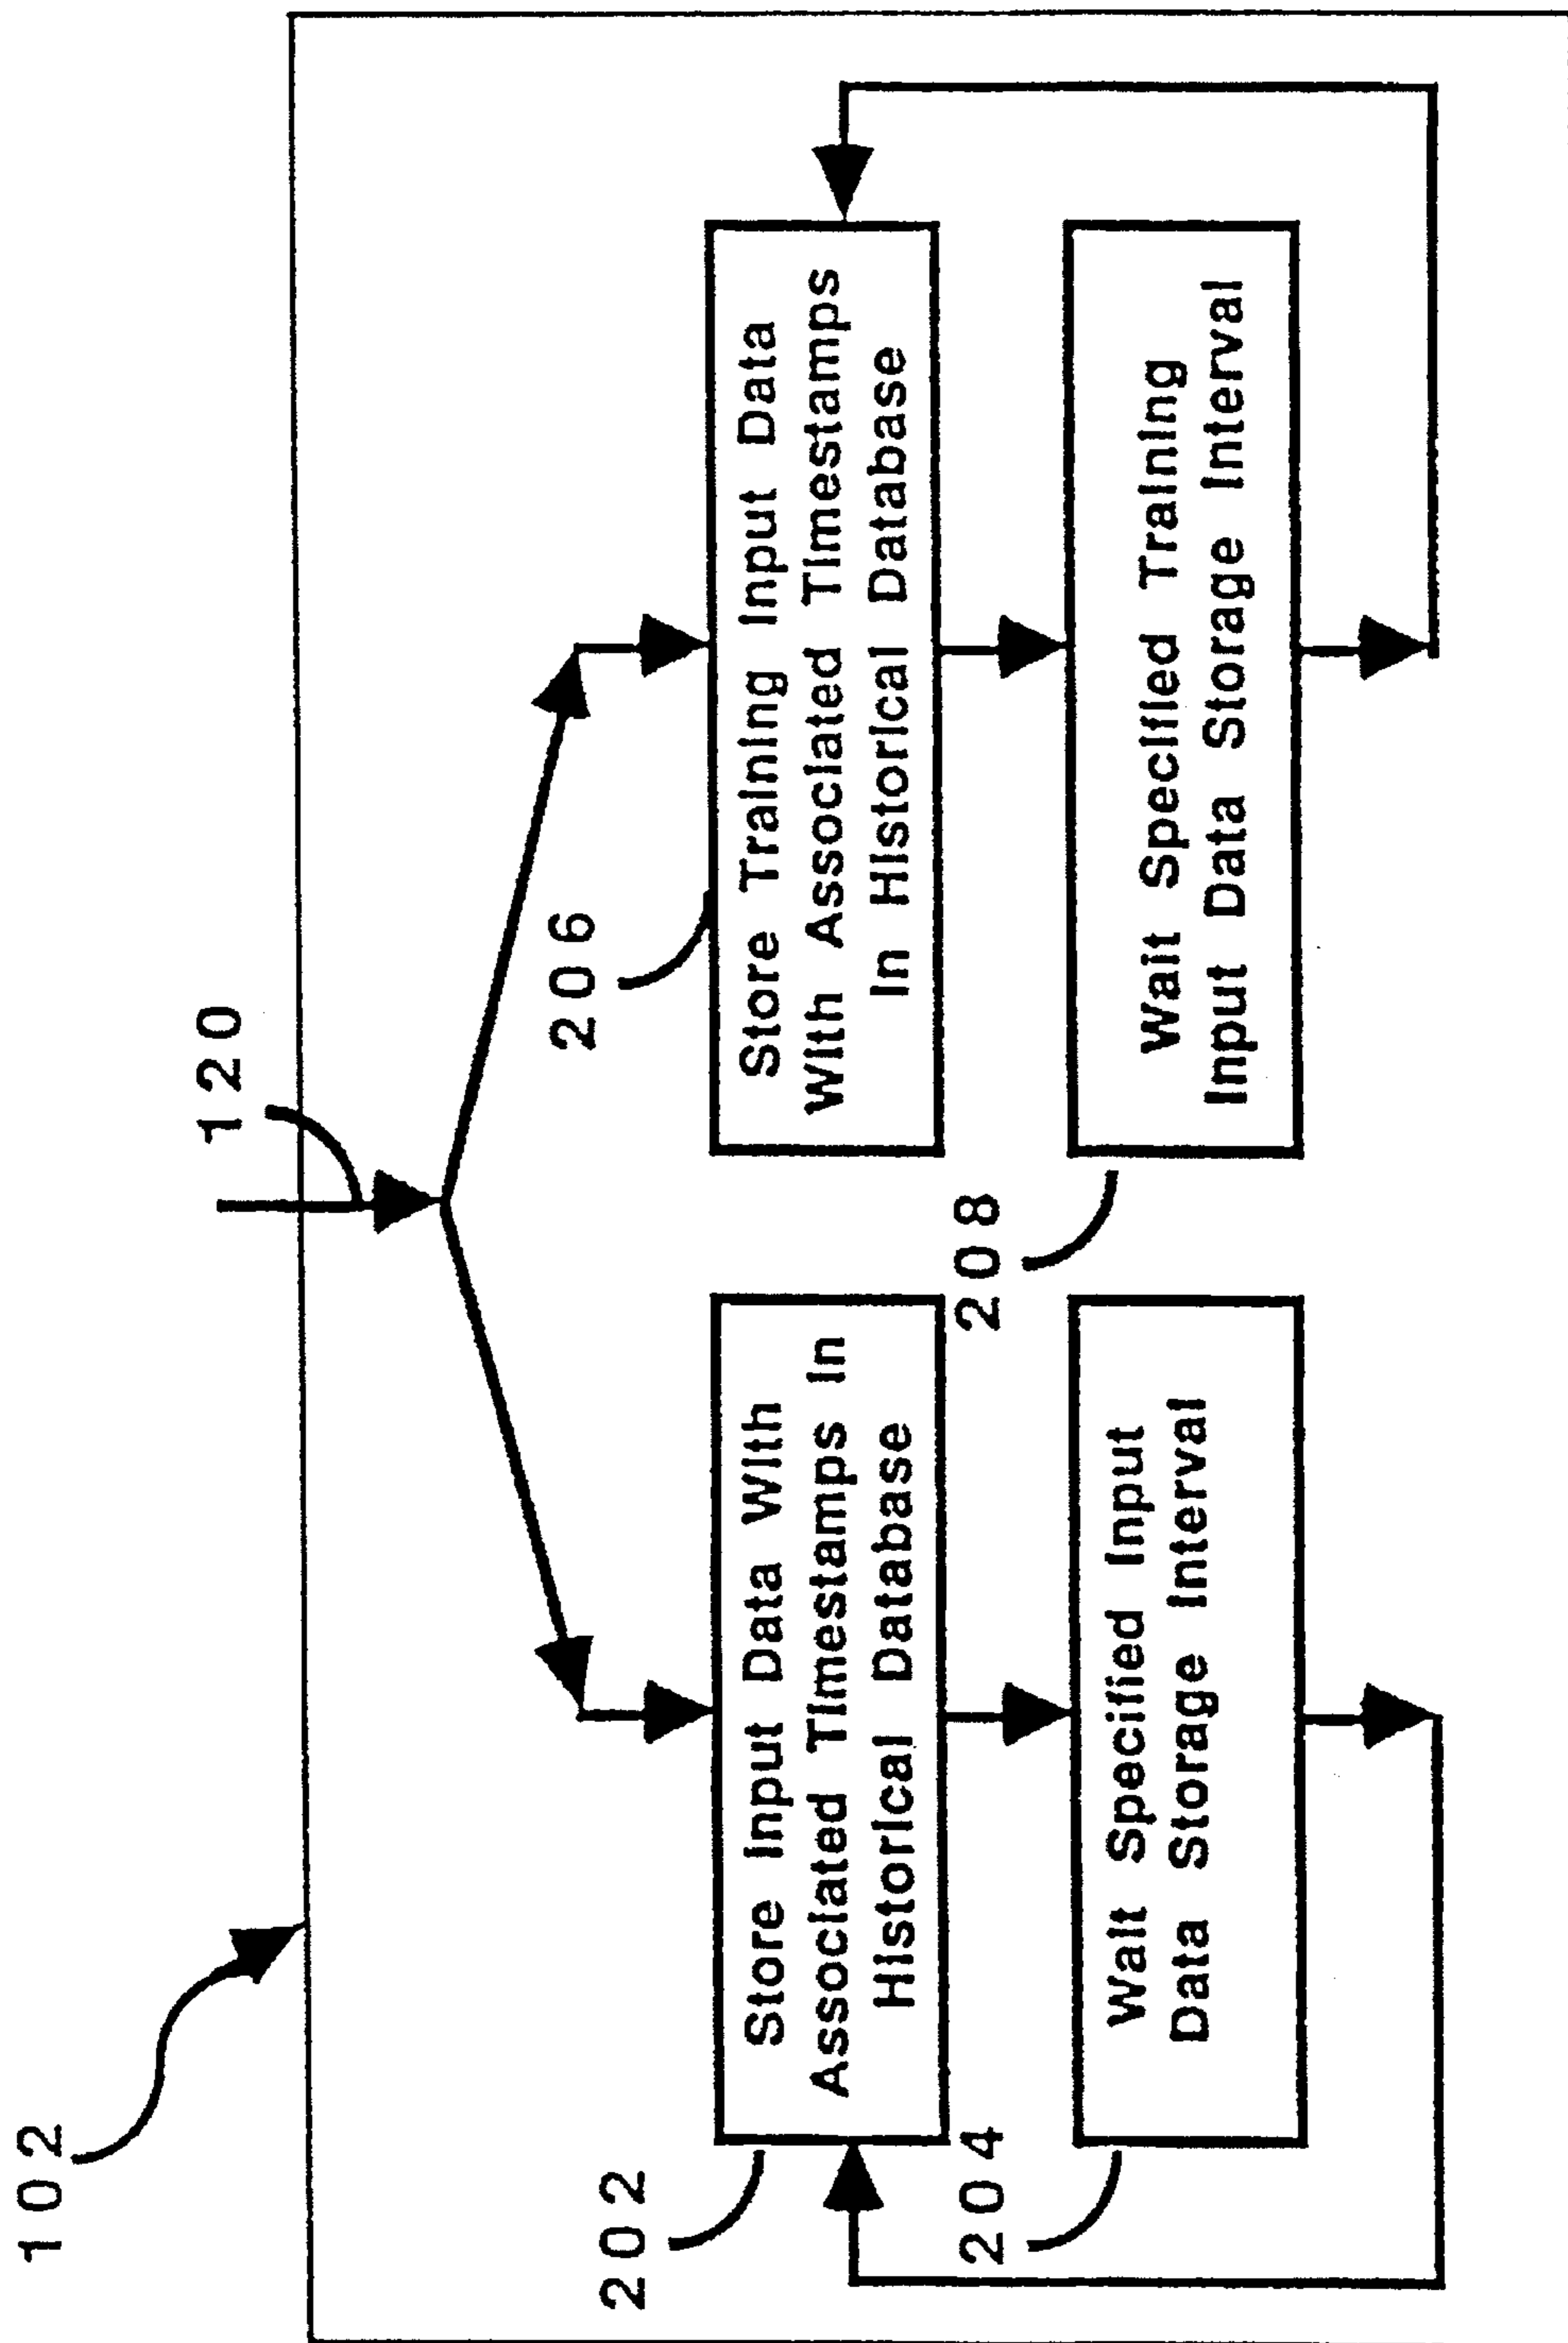 102
120
202
Store Input Data With
Associated Timestamps In
Historical Database
204
Wait Specified Input
Data Storage Interval
206
Store Training Input Data
With Associated Timestamps
In Historical Database
208
Wait Specified Training
Input Data Storage Interval